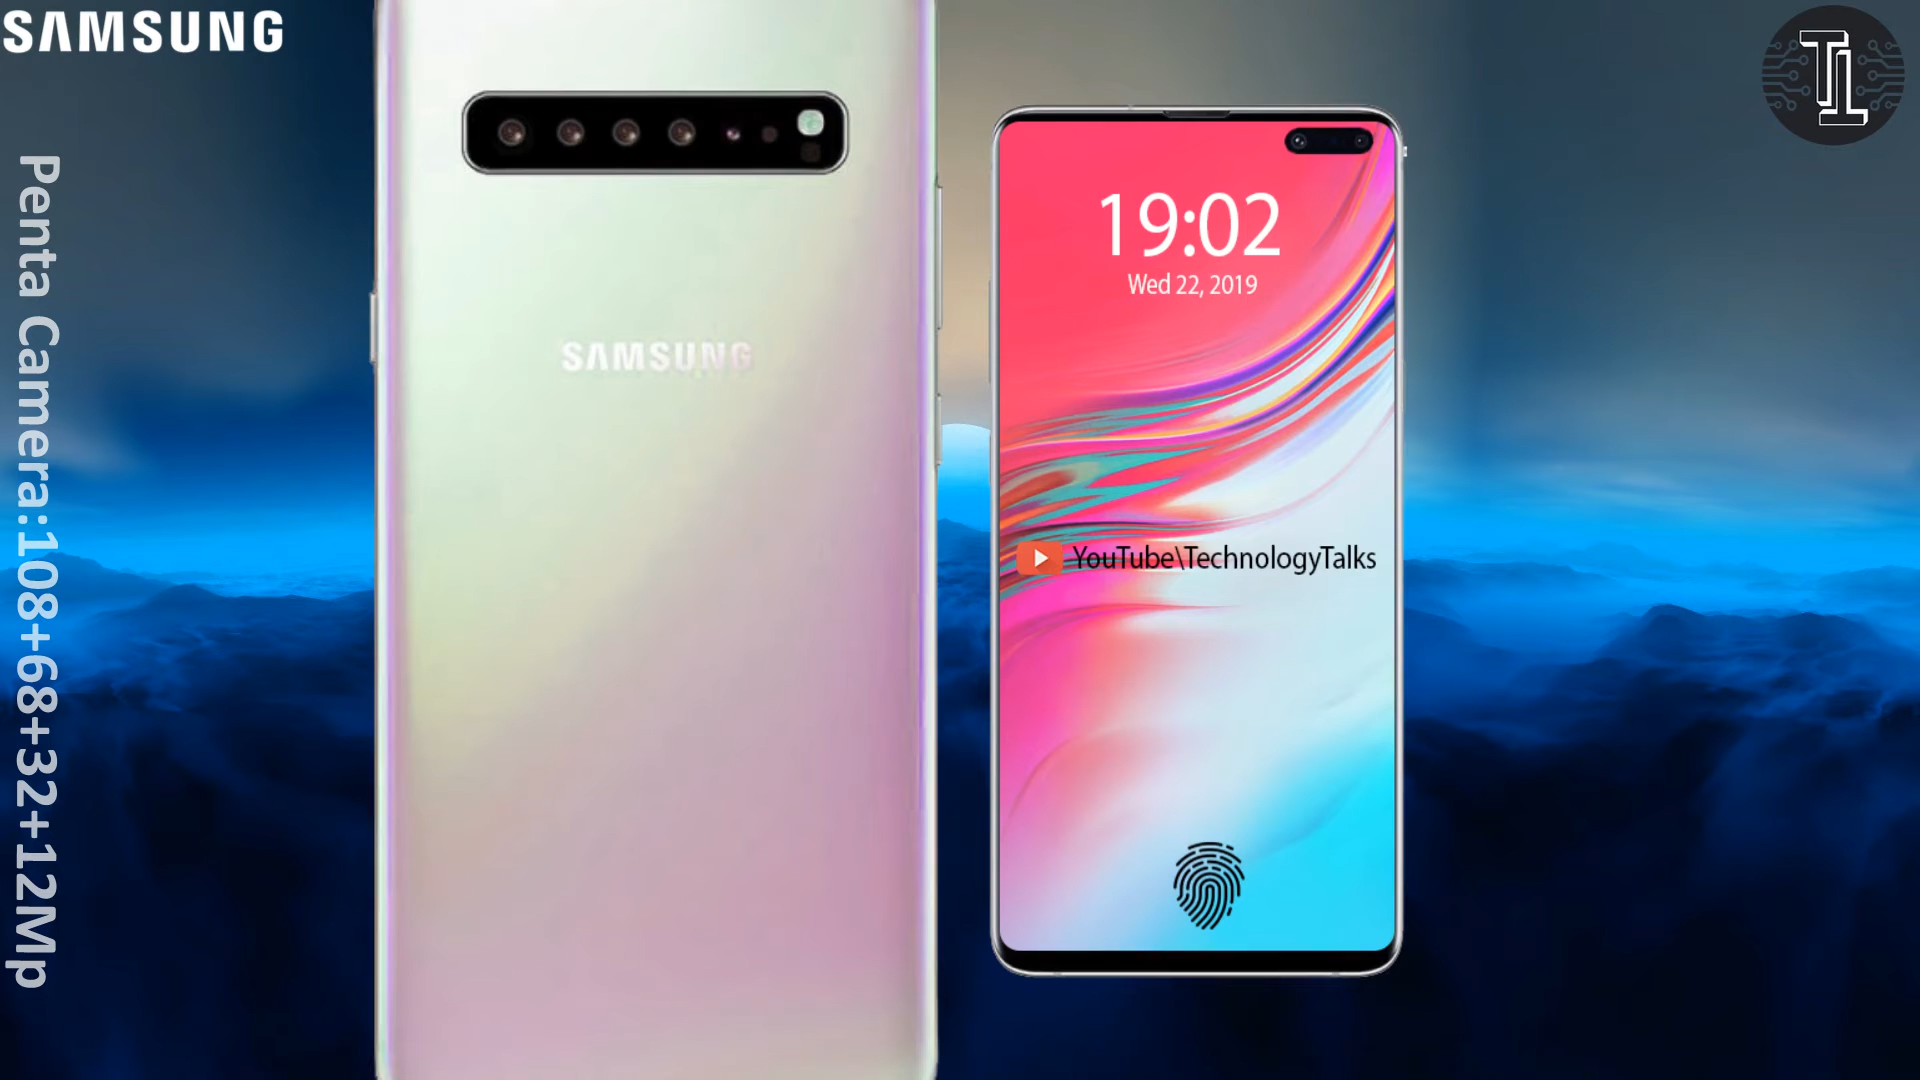 SAMSUNG
Penta Camera:108+68+32+12Mp
SAMSUNG
19:02
Wed 22, 2019
YouTube\TechnologyTalks